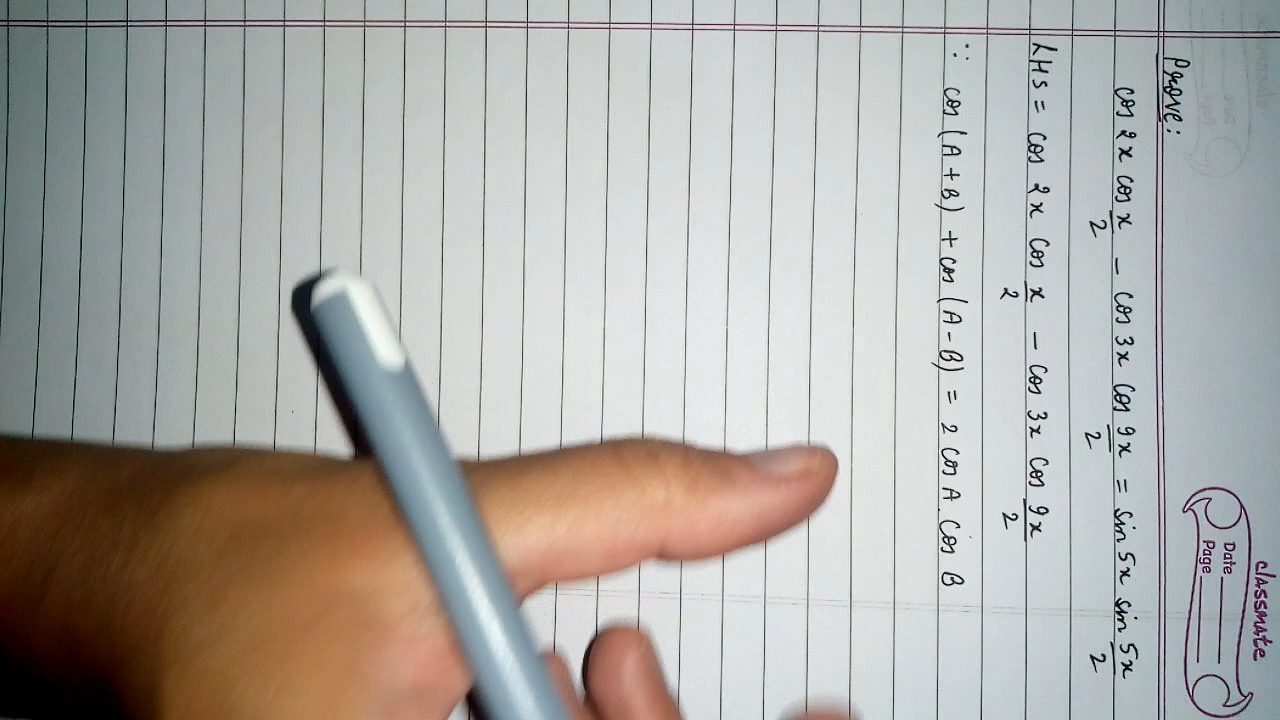 classmate
Date
Page
Prove:
cos 2x cos x/2 - cos 3x cos 9x/2 = sin 5x sin 5x/2
LHS = cos 2x cos x/2 - cos 3x cos 9x/2
∵ cos (A+B) + cos (A-B) = 2 cos A cos B